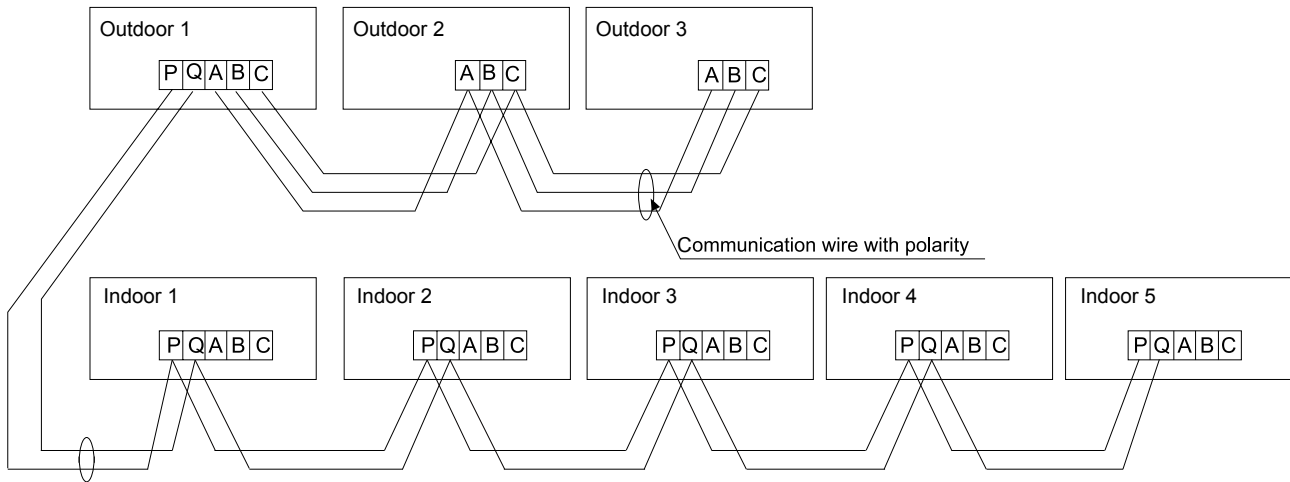 Outdoor 1 Outdoor 2 Outdoor 3
P Q A B C A B C A B C
Communication wire with polarity
Indoor 1 Indoor 2 Indoor 3 Indoor 4 Indoor 5
P Q A B C P Q A B C P Q A B C P Q A B C P Q A B C